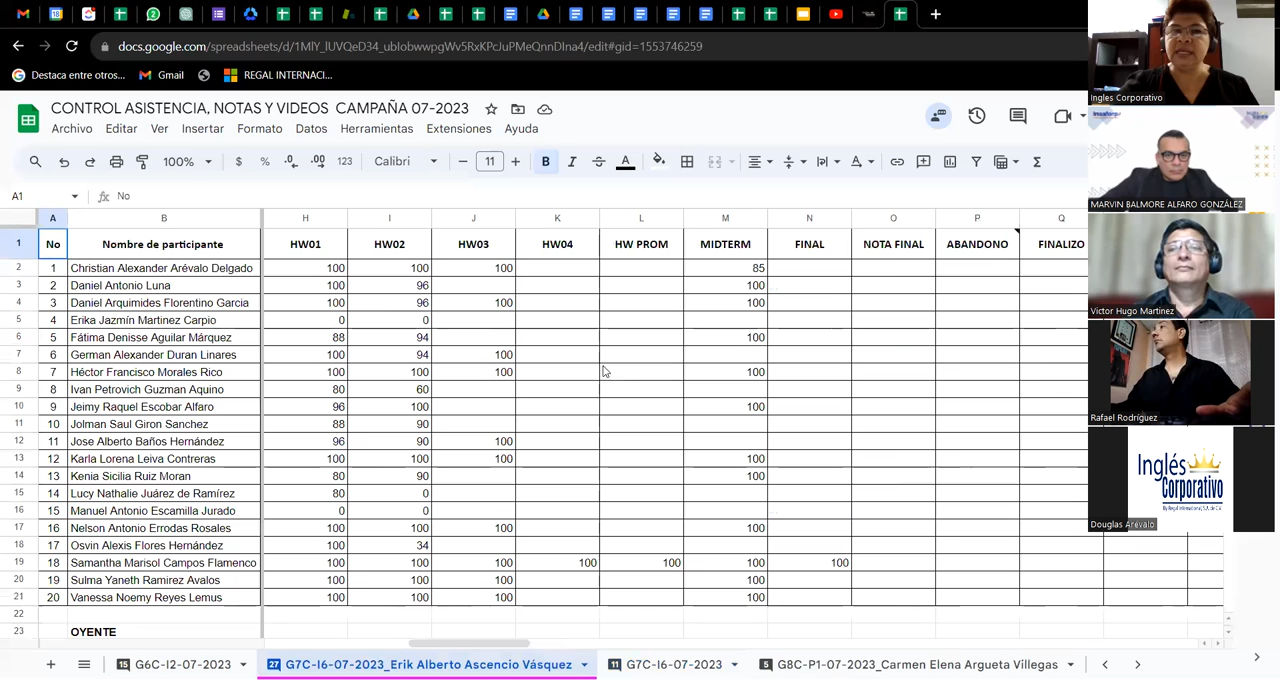 docs.google.com/spreadsheets/d/1MlY_lUVQeD34_ublobwwpgWv5RxKPcJuPMeQnnDIna4/edit#gid=1553746259
Destaca entre otros... Gmail REGAL INTERNACI...
CONTROL ASISTENCIA, NOTAS Y VIDEOS CAMPAÑA 07-2023
Archivo Editar Ver Insertar Formato Datos Herramientas Extensiones Ayuda
100% $ % .0 .00 123 Calibri 11 B I S A
A1 fx No
A B H I J K L M N O P Q
1 No Nombre de participante HW01 HW02 HW03 HW04 HW PROM MIDTERM FINAL NOTA FINAL ABANDONO FINALIZO
2 1 Christian Alexander Arévalo Delgado 100 100 100 85
3 2 Daniel Antonio Luna 100 96 100
4 3 Daniel Arquimides Florentino Garcia 100 96 100 100
5 4 Erika Jazmín Martinez Carpio 0 0
6 5 Fátima Denisse Aguilar Márquez 88 94 100
7 6 German Alexander Duran Linares 100 94 100
8 7 Héctor Francisco Morales Rico 100 100 100 100
9 8 Ivan Petrovich Guzman Aquino 80 60
10 9 Jeimy Raquel Escobar Alfaro 96 100 100
11 10 Jolman Saul Giron Sanchez 88 90
12 11 Jose Alberto Baños Hernández 96 90 100
13 12 Karla Lorena Leiva Contreras 100 100 100 100
14 13 Kenia Sicilia Ruiz Moran 80 90 100
15 14 Lucy Nathalie Juárez de Ramírez 80 0
16 15 Manuel Antonio Escamilla Jurado 0 0
17 16 Nelson Antonio Errodas Rosales 100 100 100 100
18 17 Osvin Alexis Flores Hernández 100 34
19 18 Samantha Marisol Campos Flamenco 100 100 100 100 100 100 100
20 19 Sulma Yaneth Ramirez Avalos 100 100 100 100
21 20 Vanessa Noemy Reyes Lemus 100 100 100 100
22
23 OYENTE
15 G6C-I2-07-2023 27 G7C-I6-07-2023_Erik Alberto Ascencio Vásquez 11 G7C-I6-07-2023 5 G8C-P1-07-2023_Carmen Elena Argueta Villegas
Ingles Corporativo
MARVIN BALMORE ALFARO GONZÁLEZ
Victor Hugo Martinez
Rafael Rodríguez
Inglés
Corporativo
By Regal International, S.A. de C.V.
Douglas Arévalo